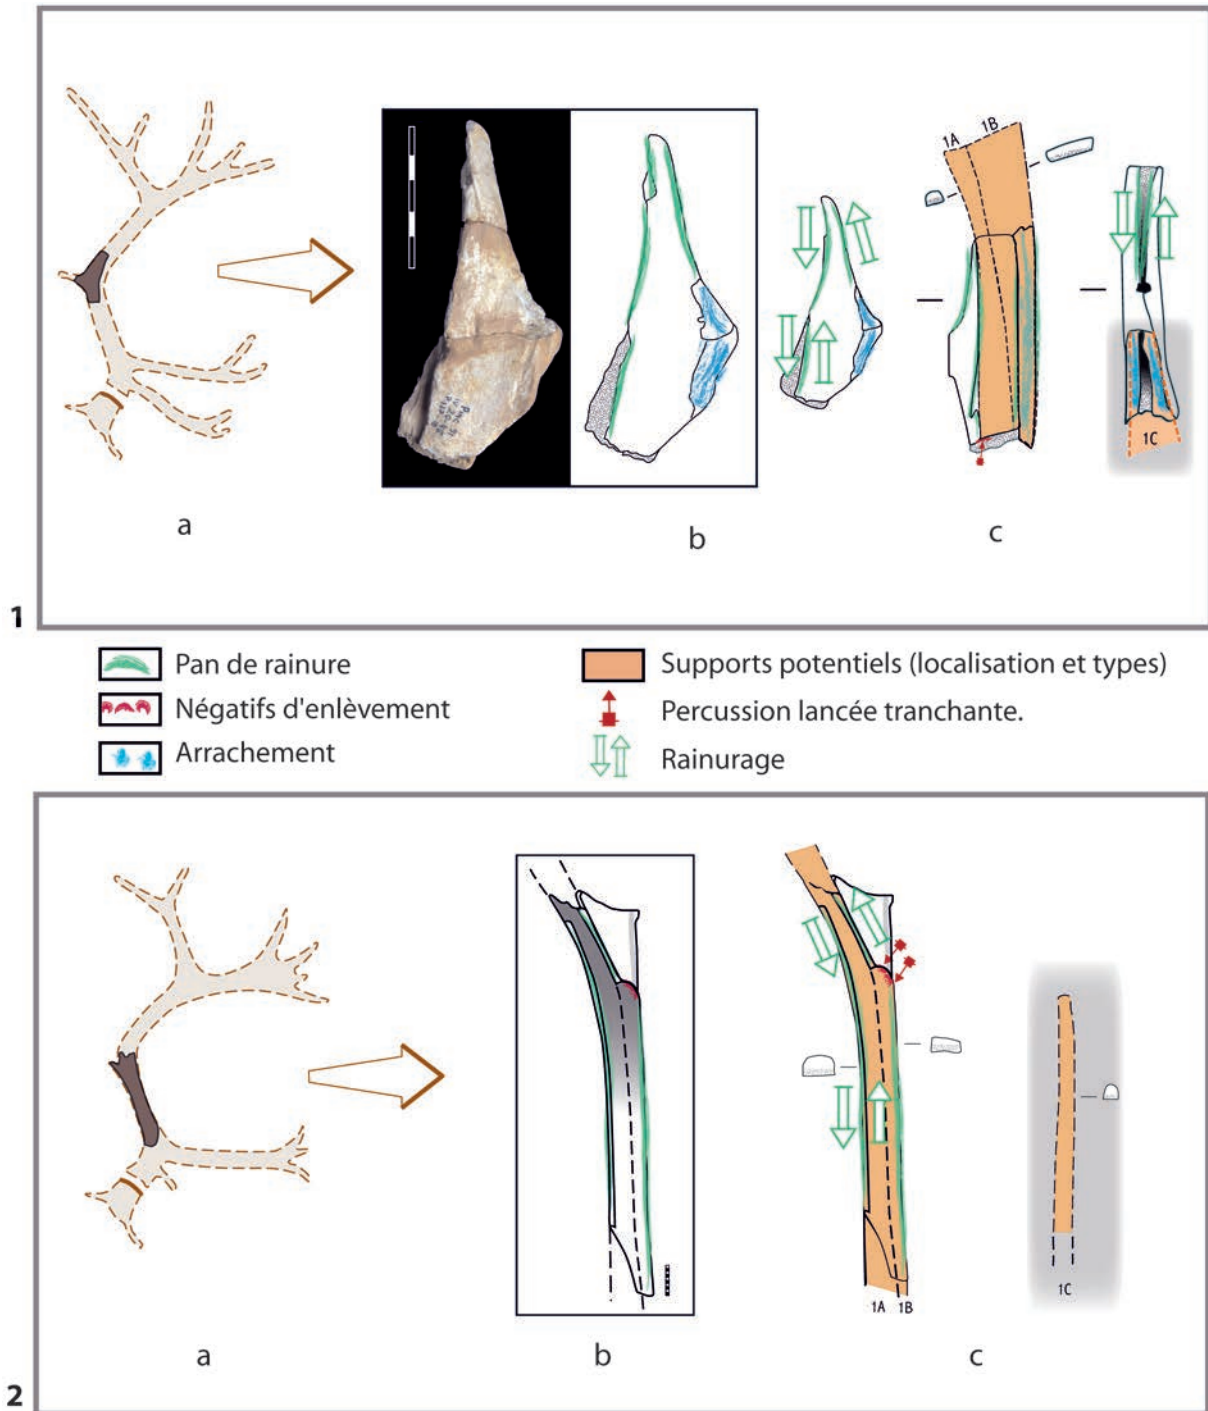 1A
1B
1C
a
b
c
1
Pan de rainure
Négatifs d'enlèvement
Arrachement
Supports potentiels (localisation et types)
Percussion lancée tranchante.
Rainurage
1A 1B
1C
a
b
c
2